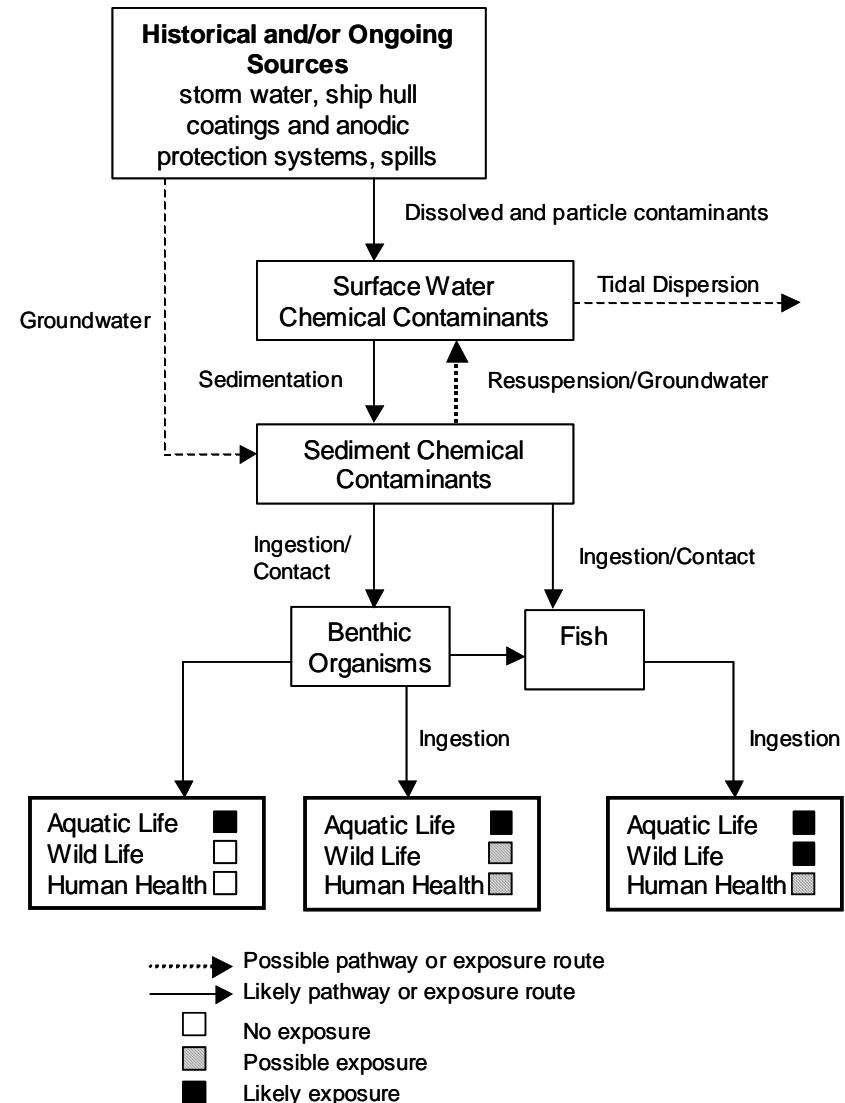 Historical and/or Ongoing
Sources
storm water, ship hull
coatings and anodic
protection systems, spills
Dissolved and particle contaminants
Surface Water
Chemical Contaminants
Tidal Dispersion
Groundwater
Sedimentation
Resuspension/Groundwater
Sediment Chemical
Contaminants
Ingestion/
Contact
Ingestion/Contact
Benthic
Organisms
Fish
Ingestion
Ingestion
Aquatic Life
Wild Life
Human Health
Aquatic Life
Wild Life
Human Health
Aquatic Life
Wild Life
Human Health
Possible pathway or exposure route
Likely pathway or exposure route
No exposure
Possible exposure
Likely exposure